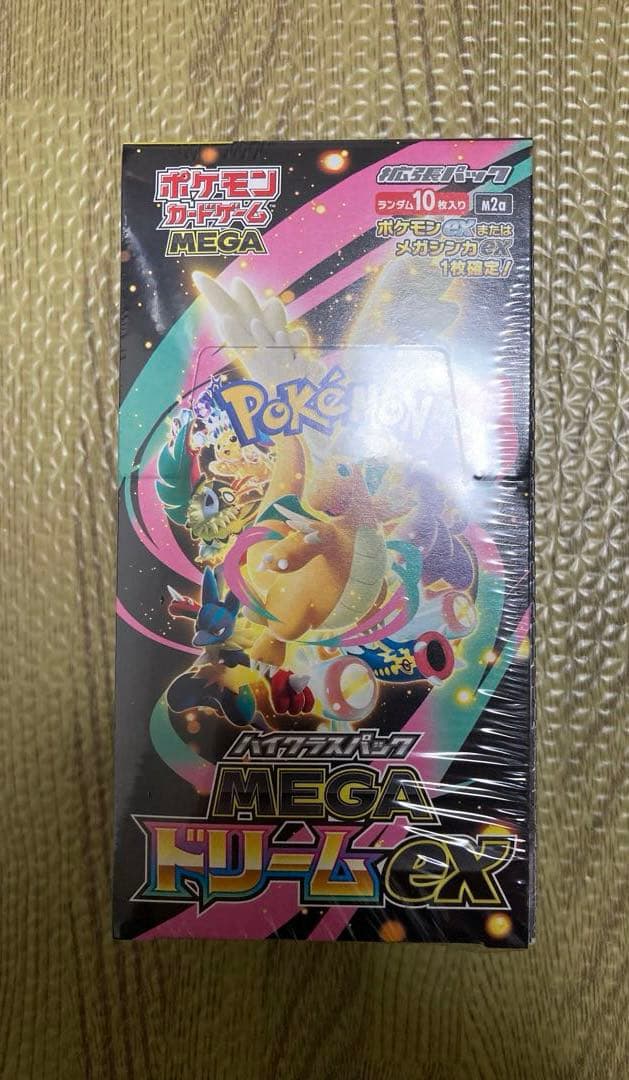 ポケモン
カードゲーム
MEGA
拡張パック
ランダム10枚入り
M2a
ポケモンexまたは
メガシンカex
1枚確定!
POKéMON
ハイクラスパック
MEGA
ドリームex